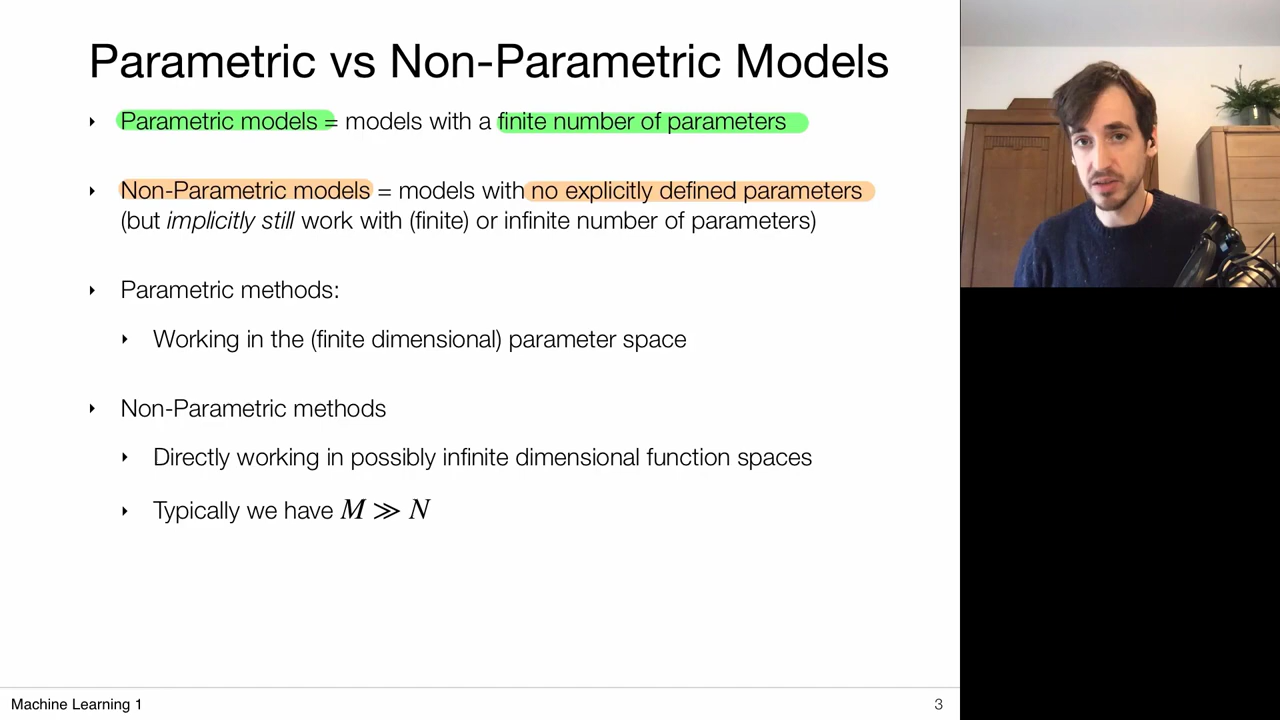 Parametric vs Non-Parametric Models
Parametric models = models with a finite number of parameters
Non-Parametric models = models with no explicitly defined parameters
(but implicitly still work with (finite) or infinite number of parameters)
Parametric methods:
Working in the (finite dimensional) parameter space
Non-Parametric methods
Directly working in possibly infinite dimensional function spaces
Typically we have M ≫ N
Machine Learning 1
3